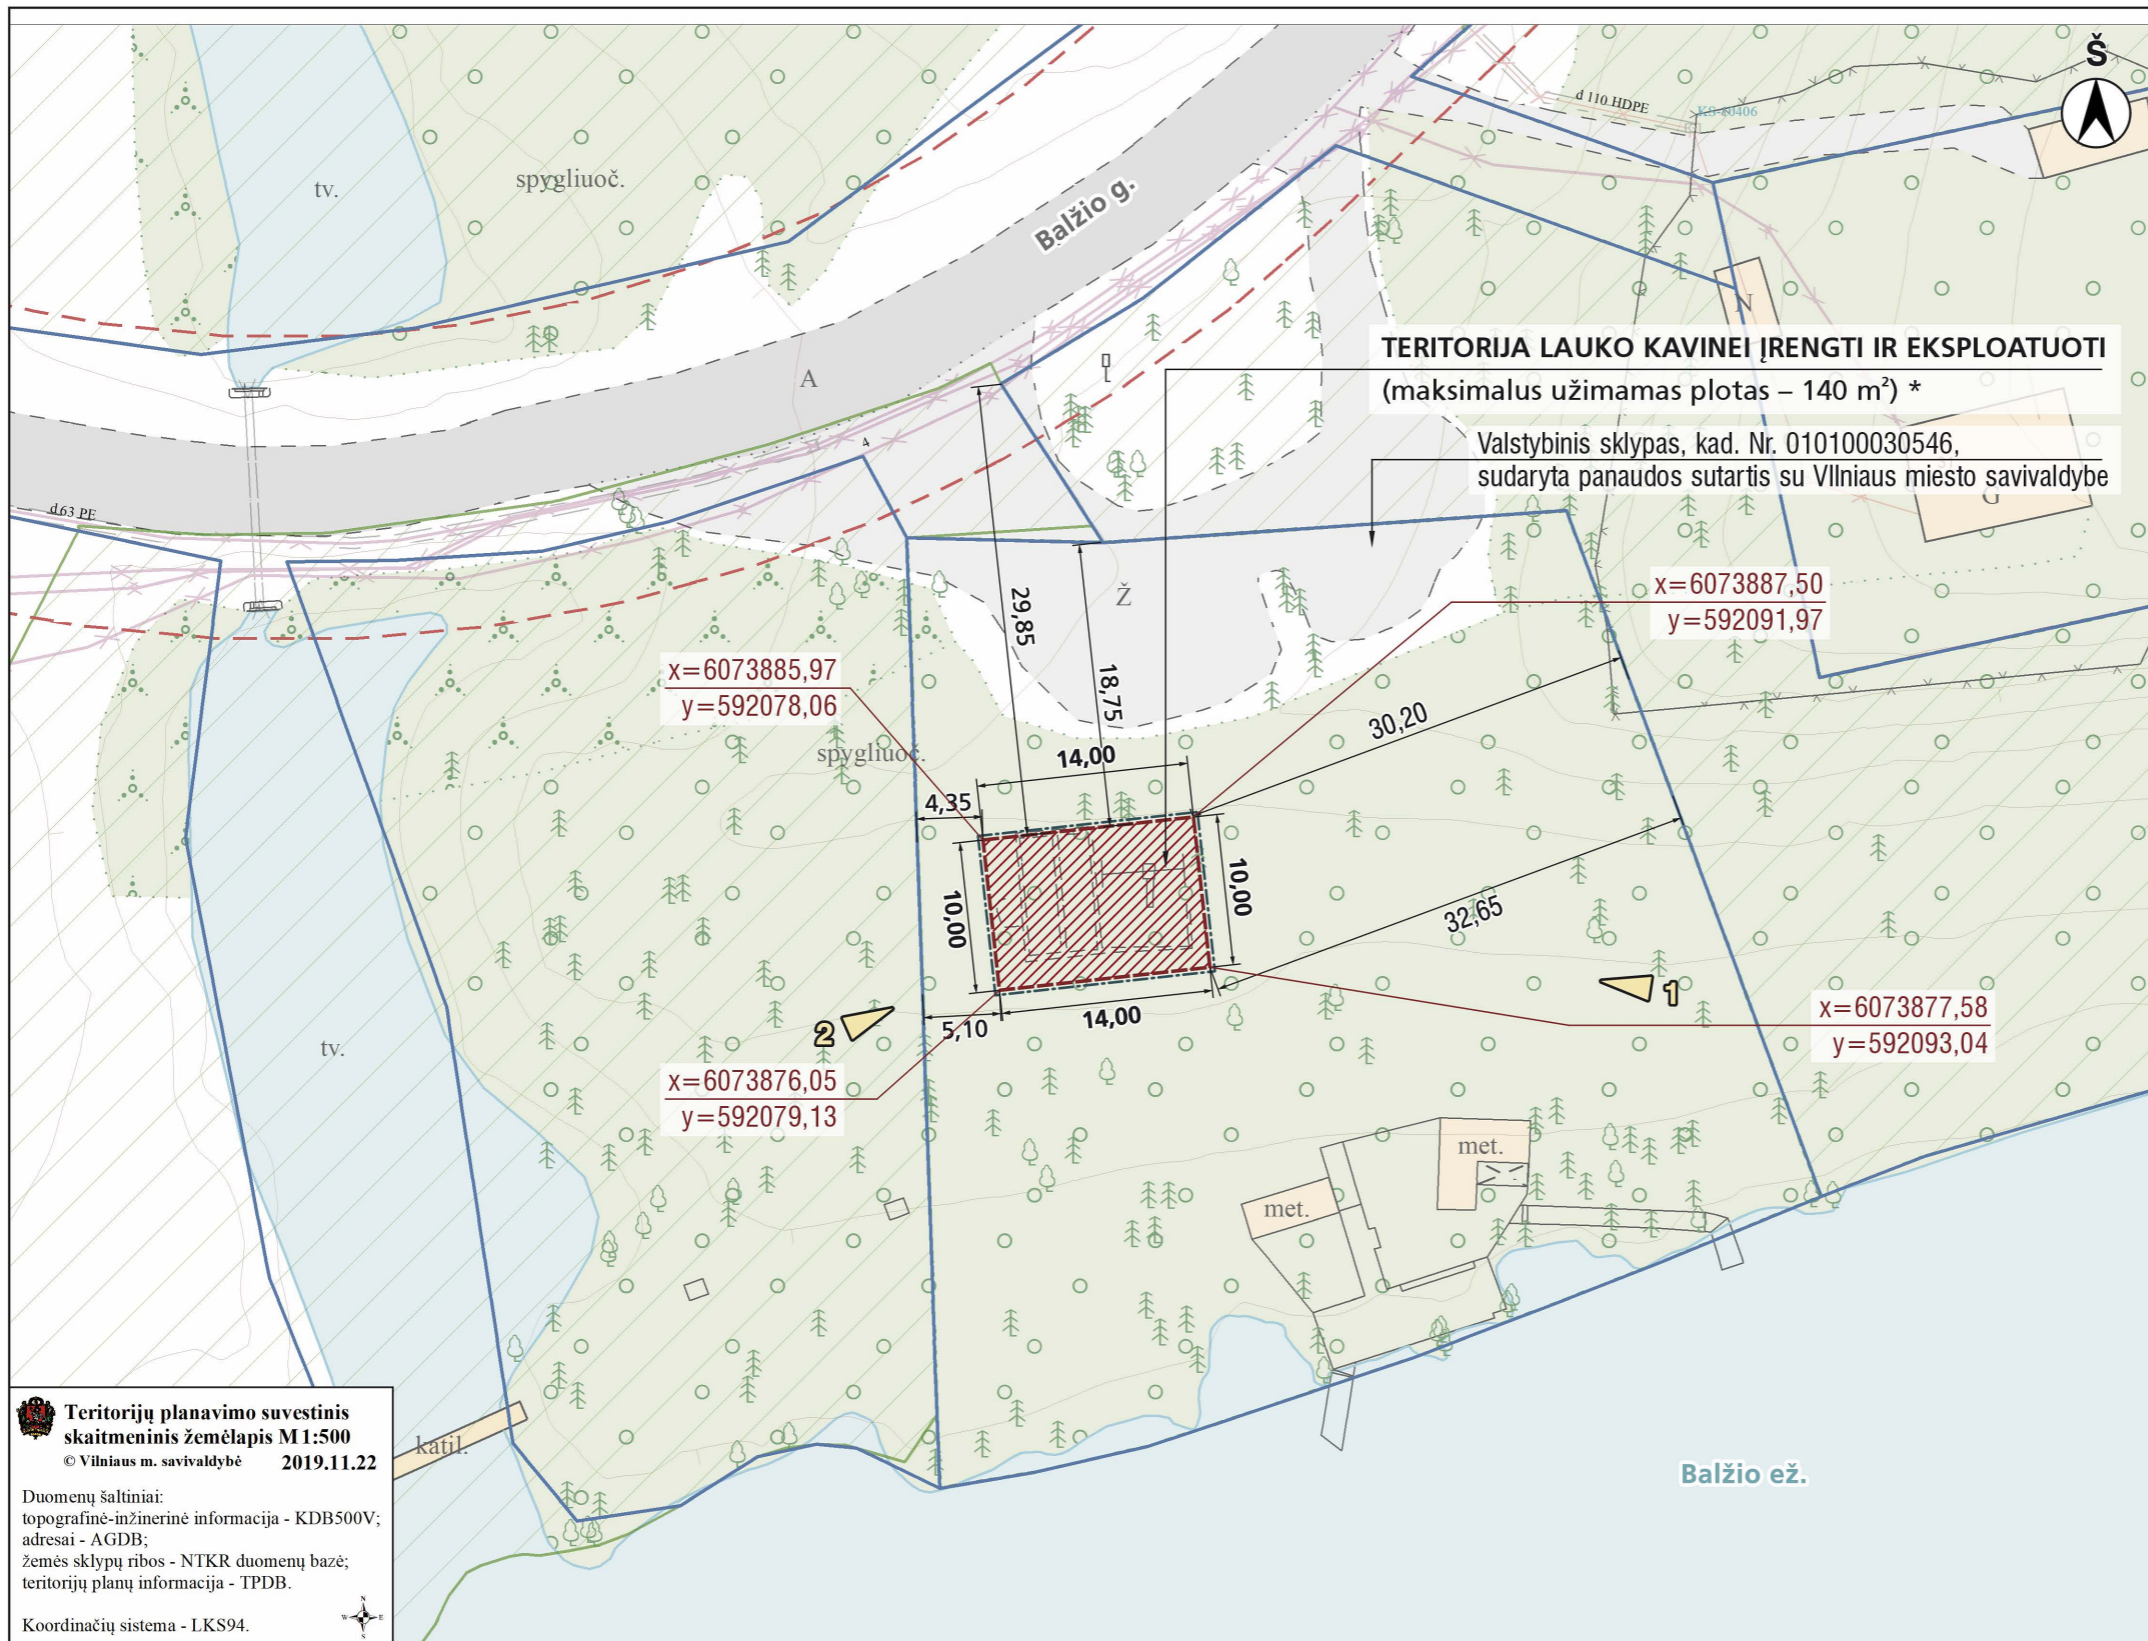 Š
d 110 HDPE
KS-20406
tv.
spygliuoč.
Balžio g.
N
TERITORIJA LAUKO KAVINEI ĮRENGTI IR EKSPLOATUOTI
(maksimalus užimamas plotas – 140 m²) *
A
4
Valstybinis sklypas, kad. Nr. 010100030546,
sudaryta panaudos sutartis su VIlniaus miesto savivaldybe
G
d 63 PE
29,85
Ž
x=6073887,50
y=592091,97
x=6073885,97
y=592078,06
18,75
30,20
spygliuoč.
14,00
4,35
10,00
10,00
32,65
1
2
5,10
14,00
x=6073877,58
y=592093,04
tv.
x=6073876,05
y=592079,13
met.
met.
katil.
Balžio ež.
Teritorijų planavimo suvestinis
skaitmeninis žemėlapis M 1:500
© Vilniaus m. savivaldybė 2019.11.22
Duomenų šaltiniai:
topografinė-inžinerinė informacija - KDB500V;
adresai - AGDB;
žemės sklypų ribos - NTKR duomenų bazė;
teritorijų planų informacija - TPDB.
Koordinačių sistema - LKS94.
N
W E
S